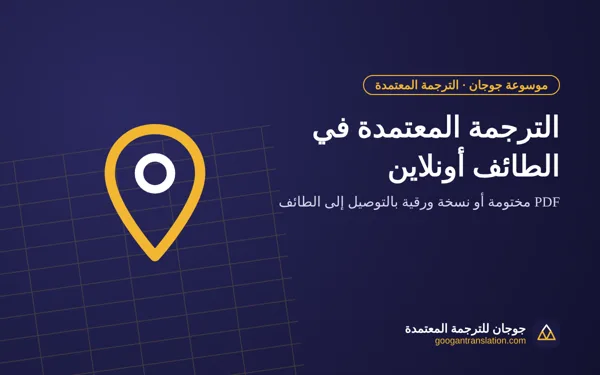 موسوعة جوجان · الترجمة المعتمدة
الترجمة المعتمدة في
الطائف أونلاين
PDF مختومة أو نسخة ورقية بالتوصيل إلى الطائف
جوجان للترجمة المعتمدة
googantranslation.com